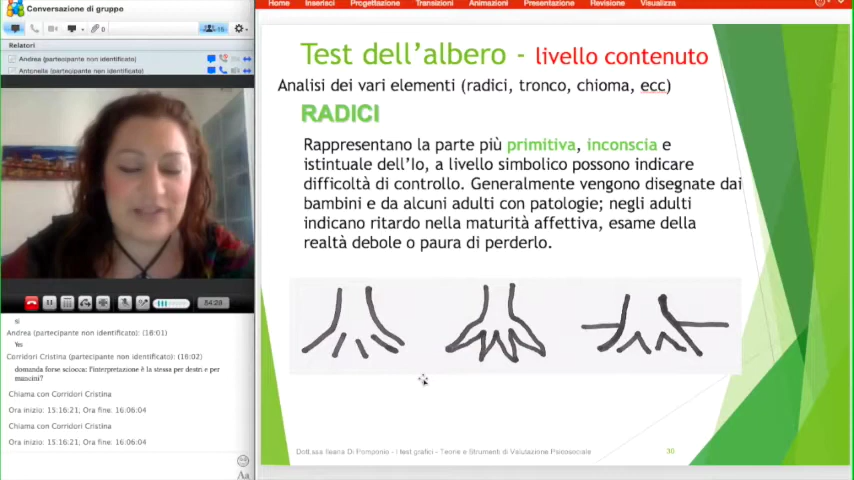 Conversazione di gruppo
15
0
Relatori
Andrea (partecipante non identificato)
Antonella (partecipante non identificato)
54:29
Andrea (partecipante non identificato): (16:01)
Yes
Corridori Cristina (partecipante non identificato): (16:02)
domanda forse sciocca: l'interpretazione è la stessa per destri e per
mancini?
Chiama con Corridori Cristina
Ora inizio: 15:16:21; Ora fine: 16:06:04
Chiama con Corridori Cristina
Ora inizio: 15:16:21; Ora fine: 16:06:04
Aa
Home Inserisci Progettazione Transizioni Animazioni Presentazione Revisione Visualizza
Test dell'albero - livello contenuto
Analisi dei vari elementi (radici, tronco, chioma, ecc)
RADICI
Rappresentano la parte più primitiva, inconscia e
istintuale dell'Io, a livello simbolico possono indicare
difficoltà di controllo. Generalmente vengono disegnate dai
bambini e da alcuni adulti con patologie; negli adulti
indicano ritardo nella maturità affettiva, esame della
realtà debole o paura di perderlo.
Dott.ssa Ileana Di Pomponio - I test grafici - Teorie e Strumenti di Valutazione Psicosociale
30